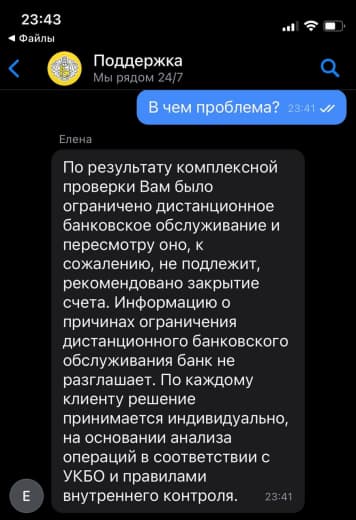 23:43
Файлы
Поддержка
Мы рядом 24/7
В чем проблема? 23:41
Елена
По результату комплексной
проверки Вам было
ограничено дистанционное
банковское обслуживание и
пересмотру оно, к
сожалению, не подлежит,
рекомендовано закрытие
счета. Информацию о
причинах ограничения
дистанционного банковского
обслуживания банк не
разглашает. По каждому
клиенту решение
принимается индивидуально,
на основании анализа
операций в соответствии с
УКБО и правилами
внутреннего контроля. 23:41
Е